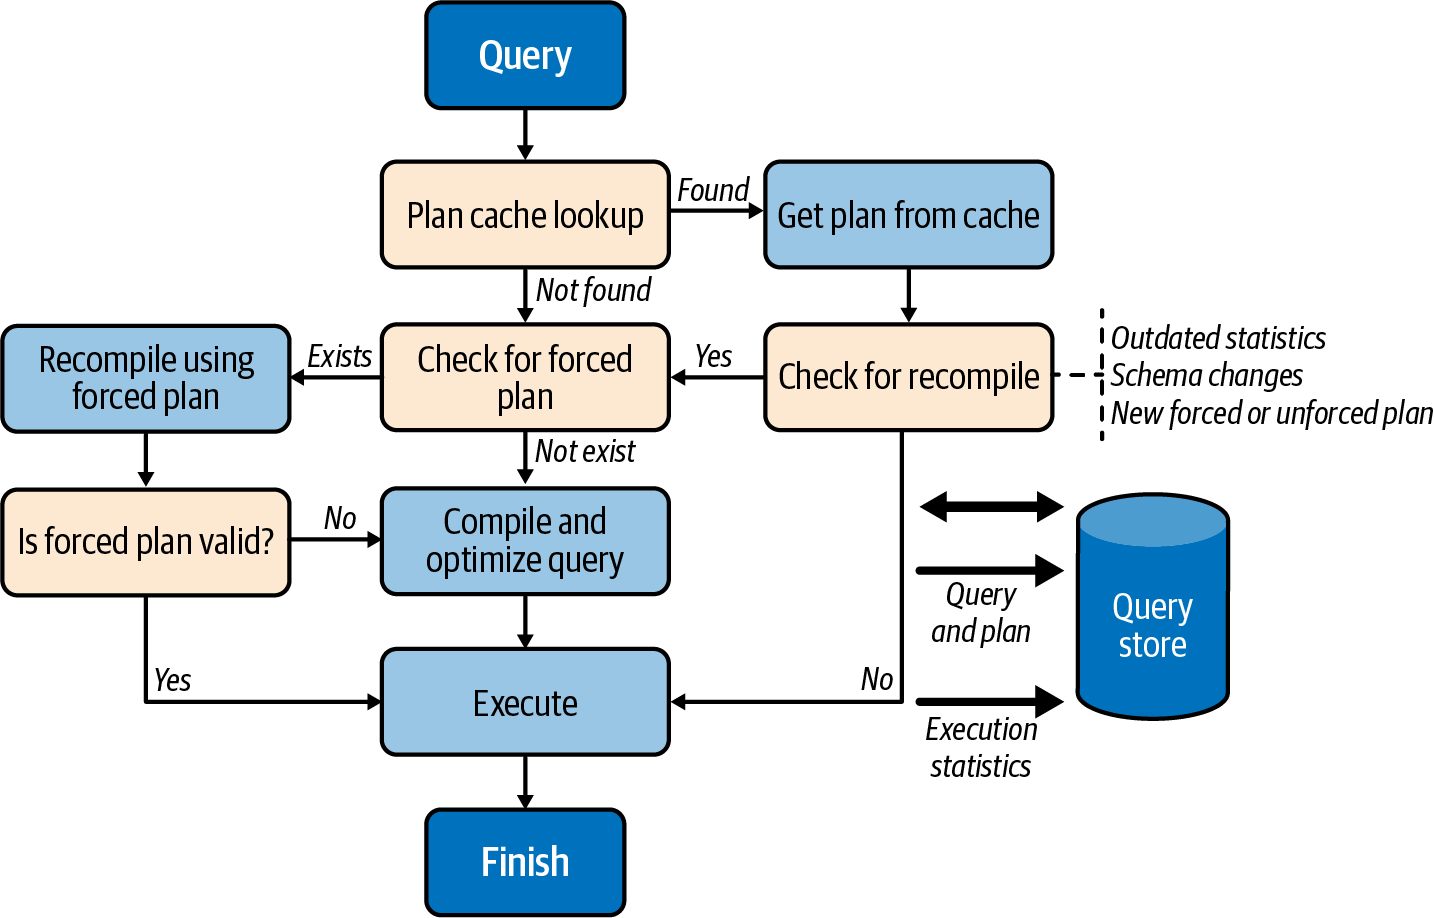 Query
Plan cache lookup
Found
Get plan from cache
Not found
Recompile using
forced plan
Exists
Check for forced
plan
Yes
Check for recompile
Outdated statistics
Schema changes
New forced or unforced plan
Not exist
Is forced plan valid?
No
Compile and
optimize query
Query
and plan
Query
store
Yes
Execute
No
Execution
statistics
Finish